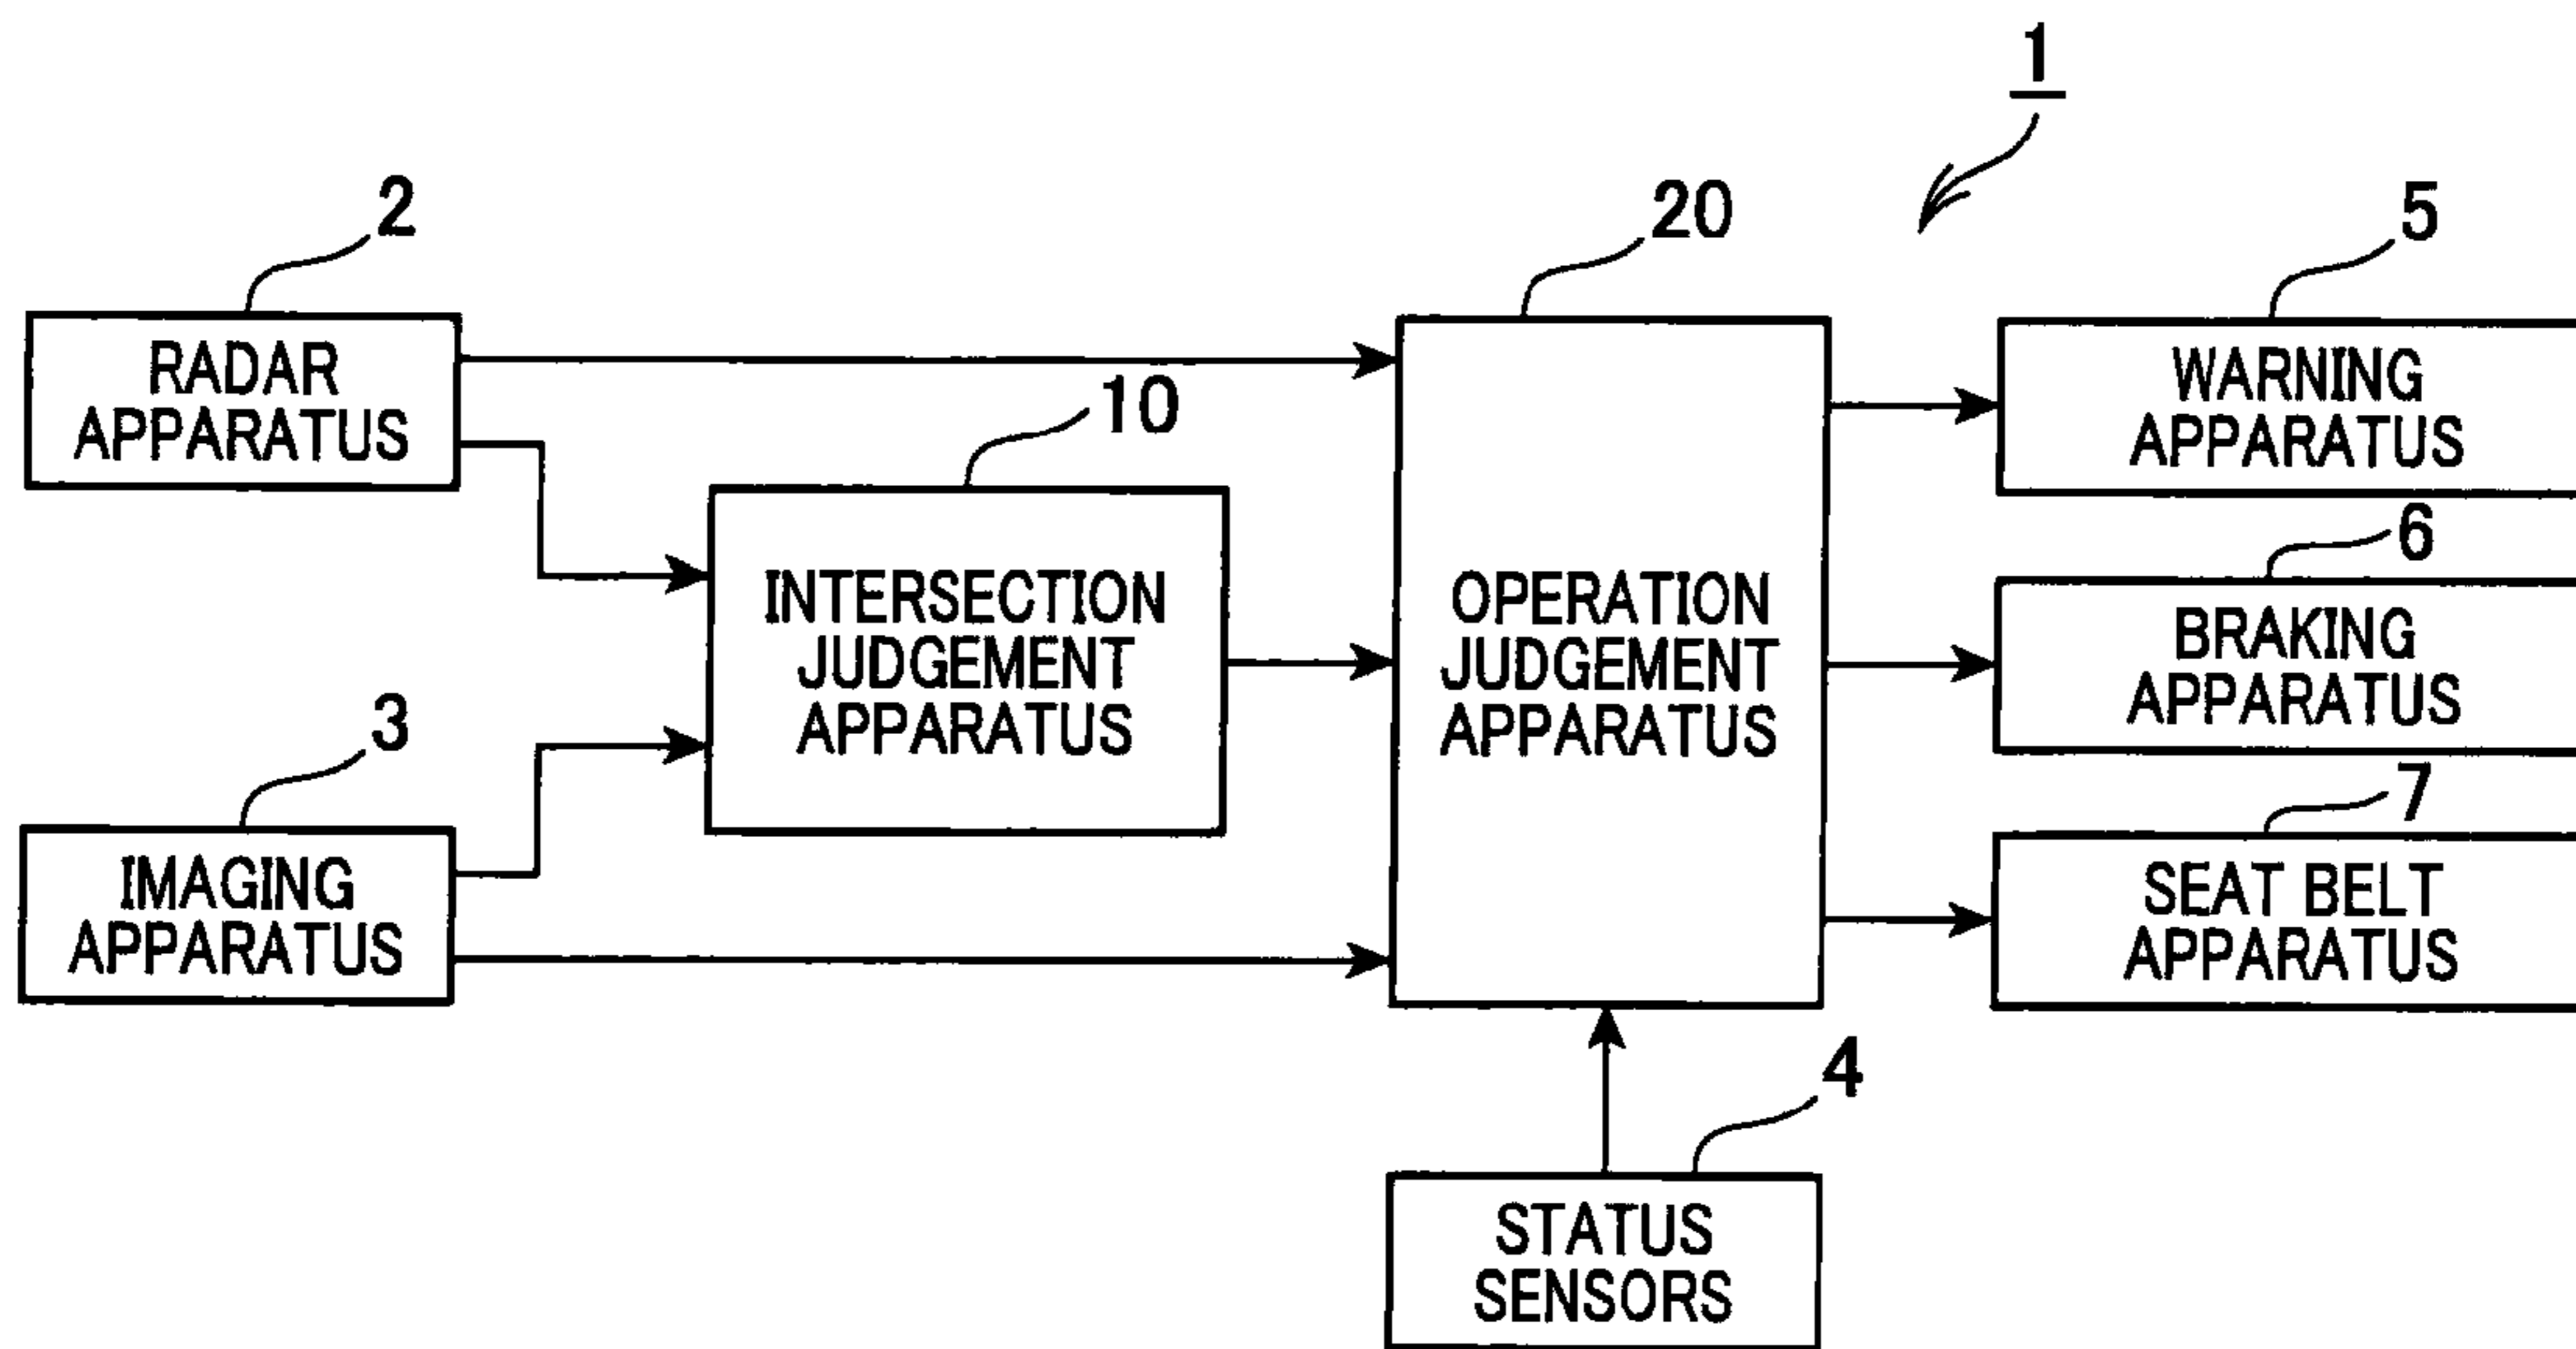 1
2
20
5
RADAR
APPARATUS
WARNING
APPARATUS
10
6
INTERSECTION
JUDGEMENT
APPARATUS
OPERATION
JUDGEMENT
APPARATUS
BRAKING
APPARATUS
3
7
IMAGING
APPARATUS
SEAT BELT
APPARATUS
4
STATUS
SENSORS